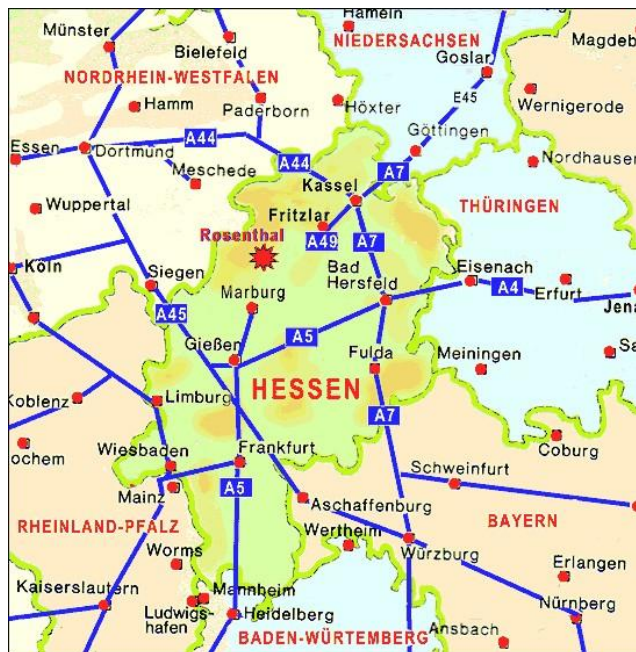 Hameln
Münster
Bielefeld
NIEDERSACHSEN
Goslar
Magdeb
NORDRHEIN-WESTFALEN
Hamm
Paderborn
Höxter
E45
Wernigerode
Göttingen
Essen
Dortmund
A44
A44
A7
Nordhausen
Meschede
Kassel
Wuppertal
Fritzlar
THÜRINGEN
Rosenthal
A49
A7
Köln
Siegen
Bad
Hersfeld
Eisenach
A4
Erfurt
Jena
Marburg
A45
A5
Gießen
Fulda
Meiningen
Sa
HESSEN
Koblenz
Limburg
A7
ochem
Wiesbaden
Frankfurt
Coburg
Schweinfurt
Mainz
A5
Aschaffenburg
RHEINLAND-PFALZ
BAYERN
Wertheim
Würzburg
Worms
Erlangen
Kaiserslautern
Mannheim
Ludwigs-
hafen
Heidelberg
Nürnberg
BADEN-WÜRTEMBERG
Ansbach